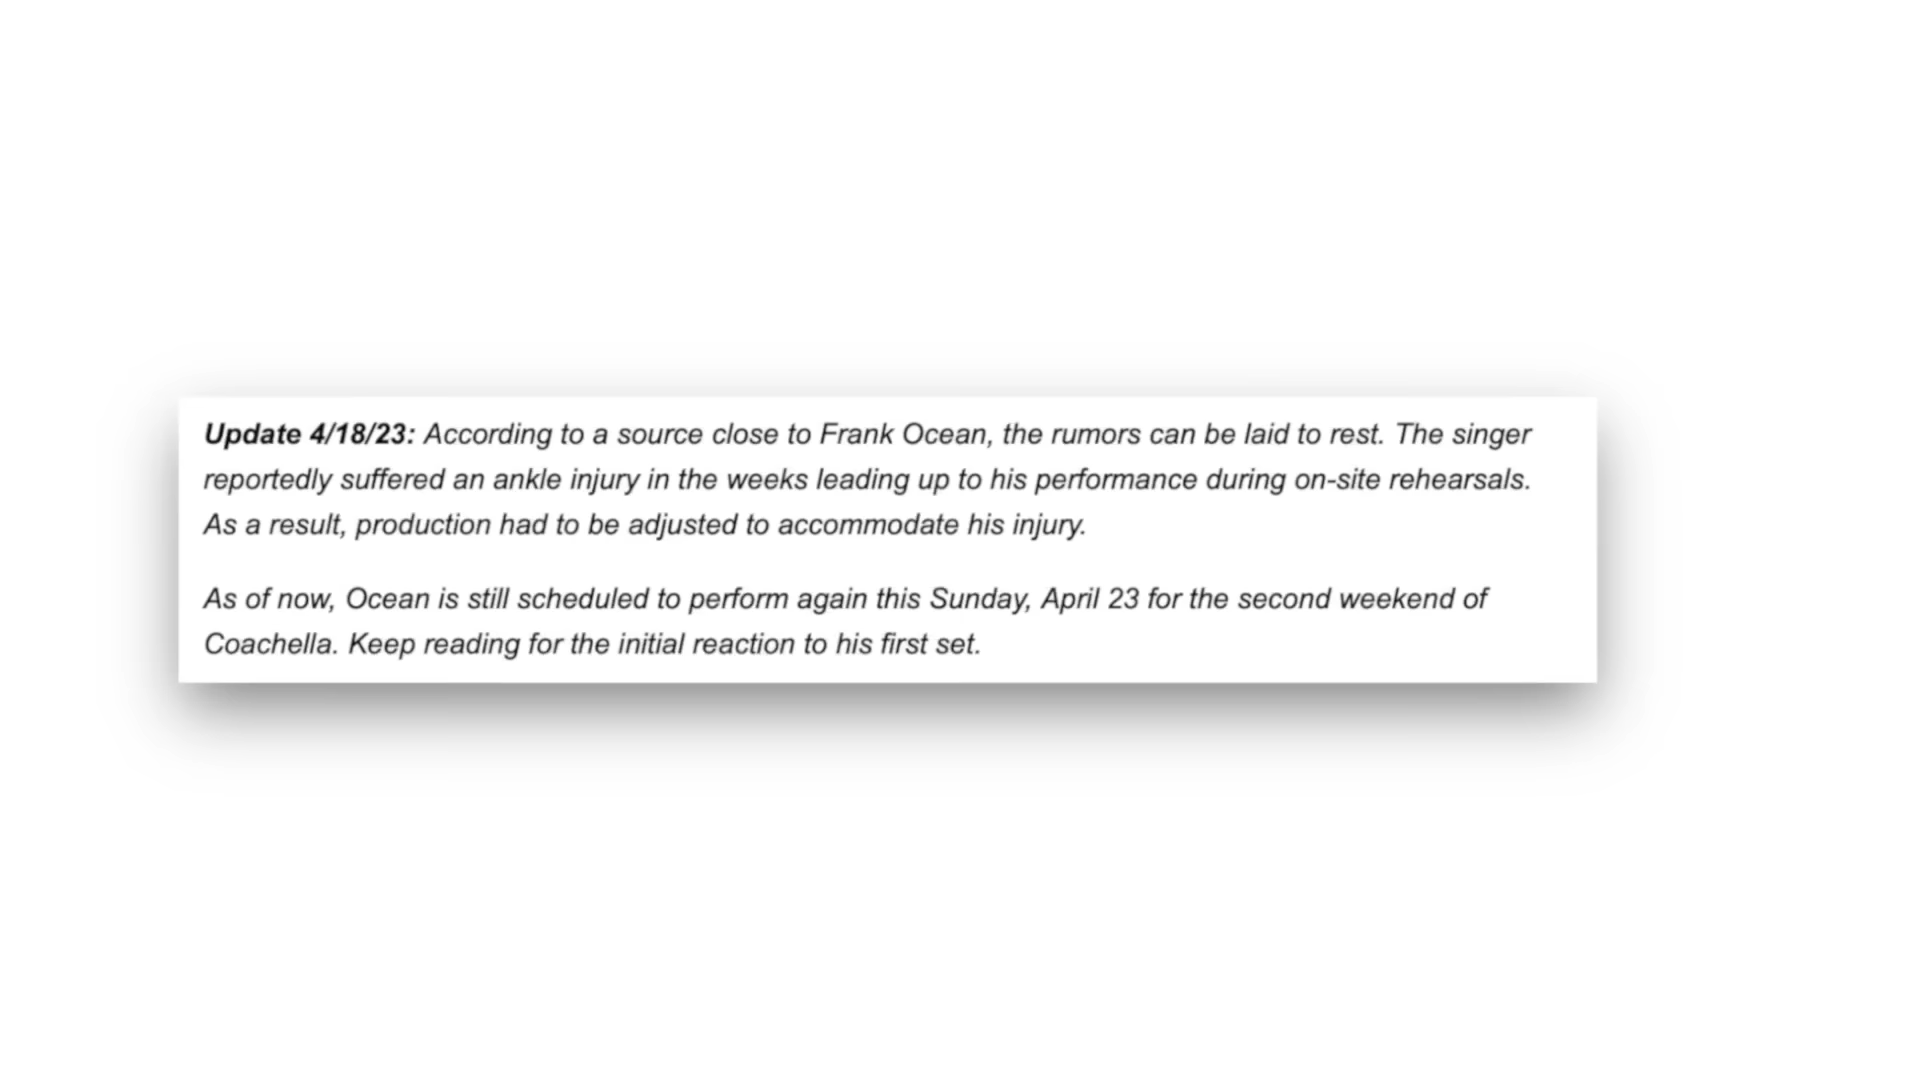 Update 4/18/23: According to a source close to Frank Ocean, the rumors can be laid to rest. The singer
reportedly suffered an ankle injury in the weeks leading up to his performance during on-site rehearsals.
As a result, production had to be adjusted to accommodate his injury.
As of now, Ocean is still scheduled to perform again this Sunday, April 23 for the second weekend of
Coachella. Keep reading for the initial reaction to his first set.